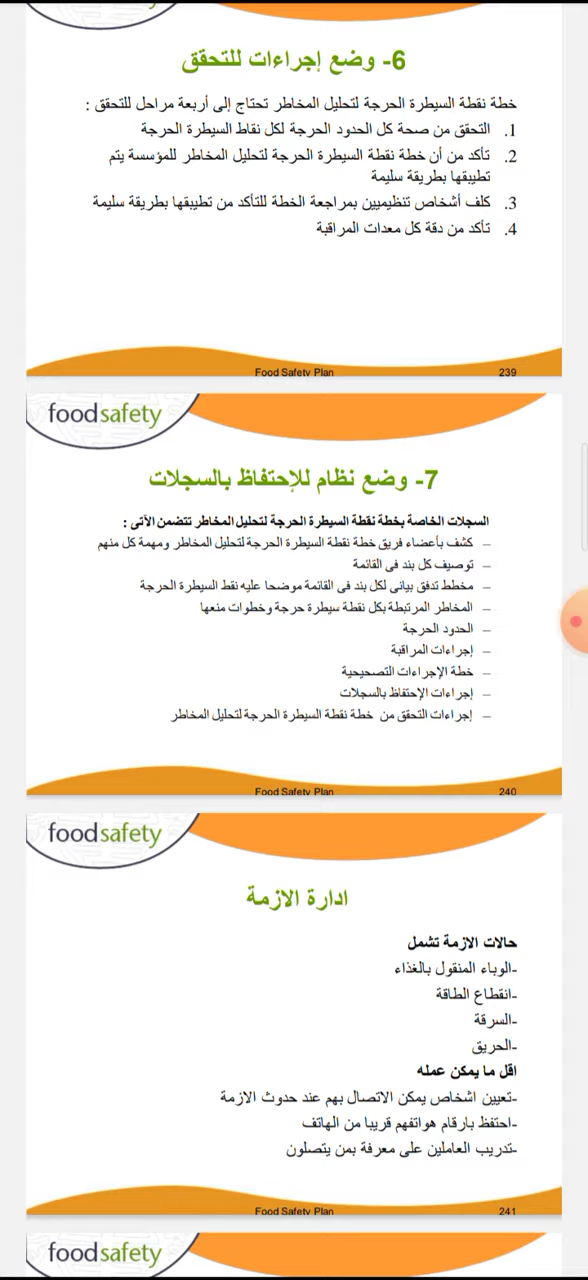 6- وضع إجراءات للتحقق
خطة نقطة السيطرة الحرجة لتحليل المخاطر تحتاج إلى أربعة مراحل للتحقق :
1. التحقق من صحة كل الحدود الحرجة لكل نقاط السيطرة الحرجة
2. تأكد من أن خطة نقطة السيطرة الحرجة لتحليل المخاطر للمؤسسة يتم
تطبيقها بطريقة سليمة
3. كلف أشخاص تنظيميين بمراجعة الخطة للتأكد من تطبيقها بطريقة سليمة
4. تأكد من دقة كل معدات المراقبة
Food Safety Plan 239
foodsafety
7- وضع نظام للإحتفاظ بالسجلات
السجلات الخاصة بخطة نقطة السيطرة الحرجة لتحليل المخاطر تتضمن الآتى :
– كشف بأعضاء فريق خطة نقطة السيطرة الحرجة لتحليل المخاطر ومهمة كل منهم
– توصيف كل بند فى القائمة
– مخطط تدفق بيانى لكل بند فى القائمة موضحا عليه نقط السيطرة الحرجة
– المخاطر المرتبطة بكل نقطة سيطرة حرجة وخطوات منعها
– الحدود الحرجة
– إجراءات المراقبة
– خطة الإجراءات التصحيحية
– إجراءات الإحتفاظ بالسجلات
– إجراءات التحقق من خطة نقطة السيطرة الحرجة لتحليل المخاطر
Food Safety Plan 240
foodsafety
ادارة الازمة
حالات الازمة تشمل
-الوباء المنقول بالغذاء
-انقطاع الطاقة
-السرقة
-الحريق
اقل ما يمكن عمله
-تعيين اشخاص يمكن الاتصال بهم عند حدوث الازمة
-احتفظ بارقام هواتفهم قريبا من الهاتف
-تدريب العاملين على معرفة بمن يتصلون
Food Safety Plan 241
foodsafety